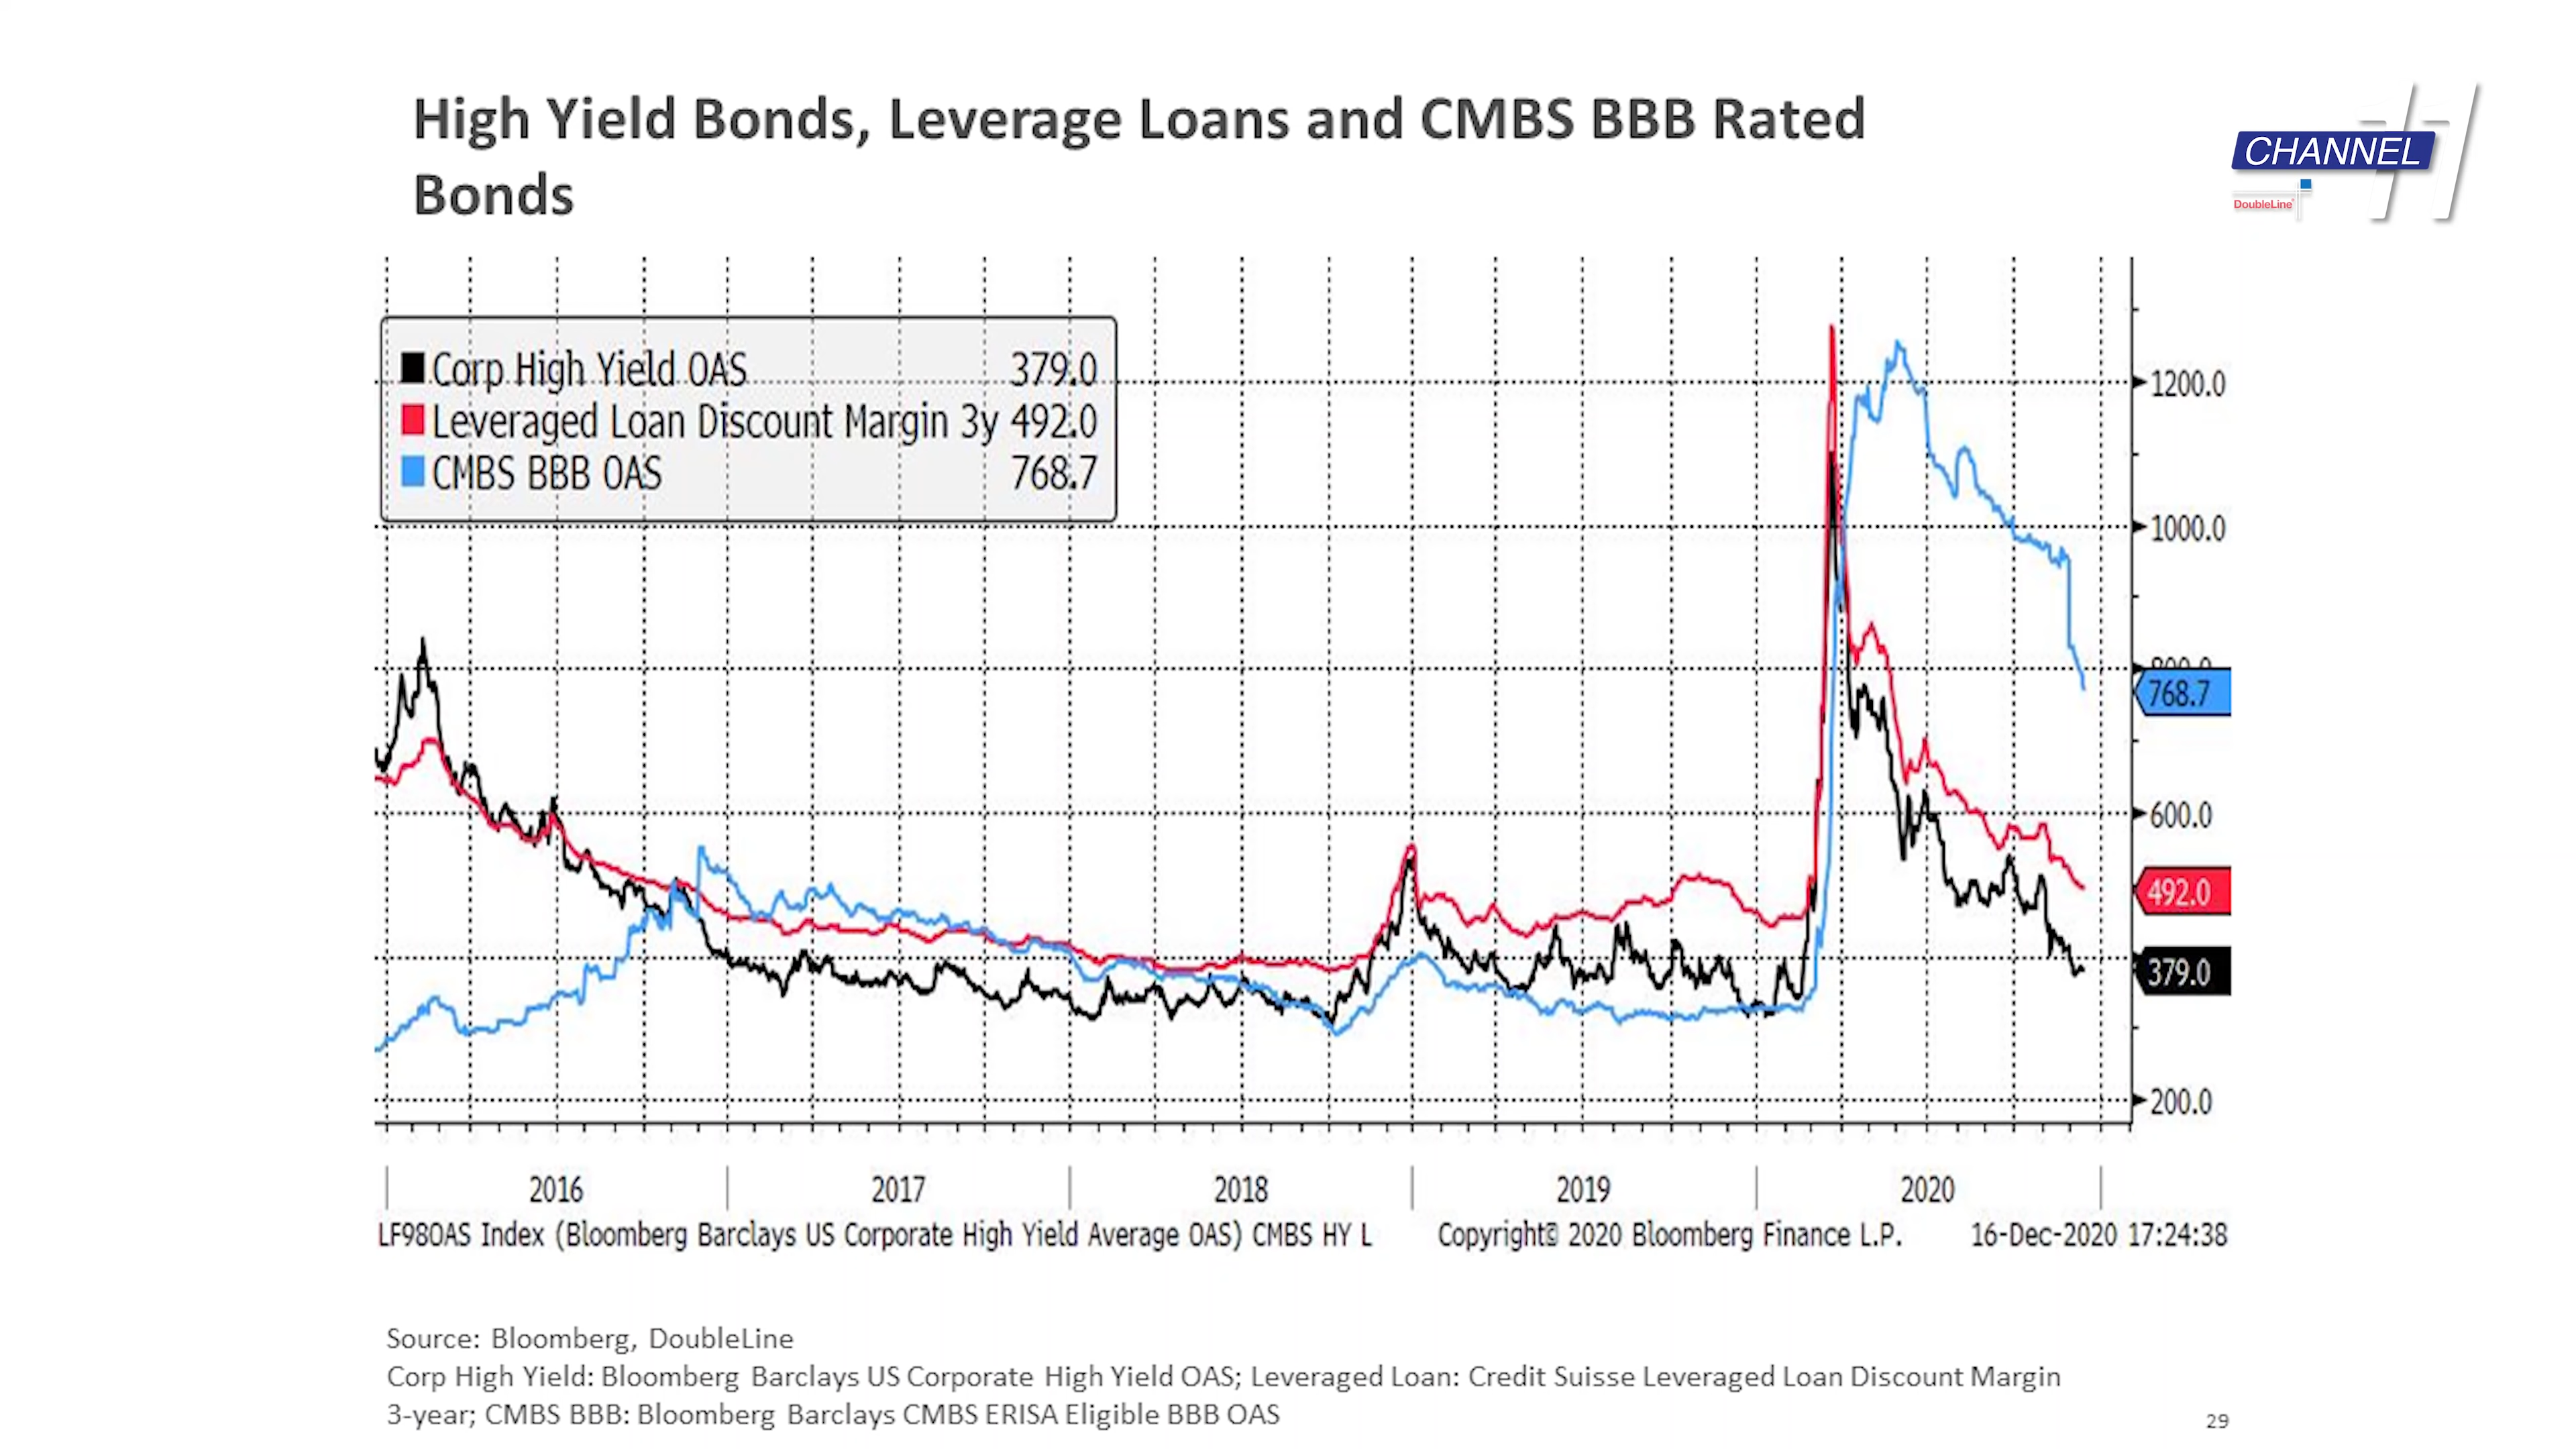 High Yield Bonds, Leverage Loans and CMBS BBB Rated
Bonds
CHANNEL 11
DoubleLine
Corp High Yield OAS 379.0
Leveraged Loan Discount Margin 3y 492.0
CMBS BBB OAS 768.7
1200.0
1000.0
800.0
768.7
600.0
492.0
379.0
200.0
2016 2017 2018 2019 2020
LF98OAS Index (Bloomberg Barclays US Corporate High Yield Average OAS) CMBS HY L Copyright© 2020 Bloomberg Finance L.P. 16-Dec-2020 17:24:38
Source: Bloomberg, DoubleLine
Corp High Yield: Bloomberg Barclays US Corporate High Yield OAS; Leveraged Loan: Credit Suisse Leveraged Loan Discount Margin
3-year; CMBS BBB: Bloomberg Barclays CMBS ERISA Eligible BBB OAS
29